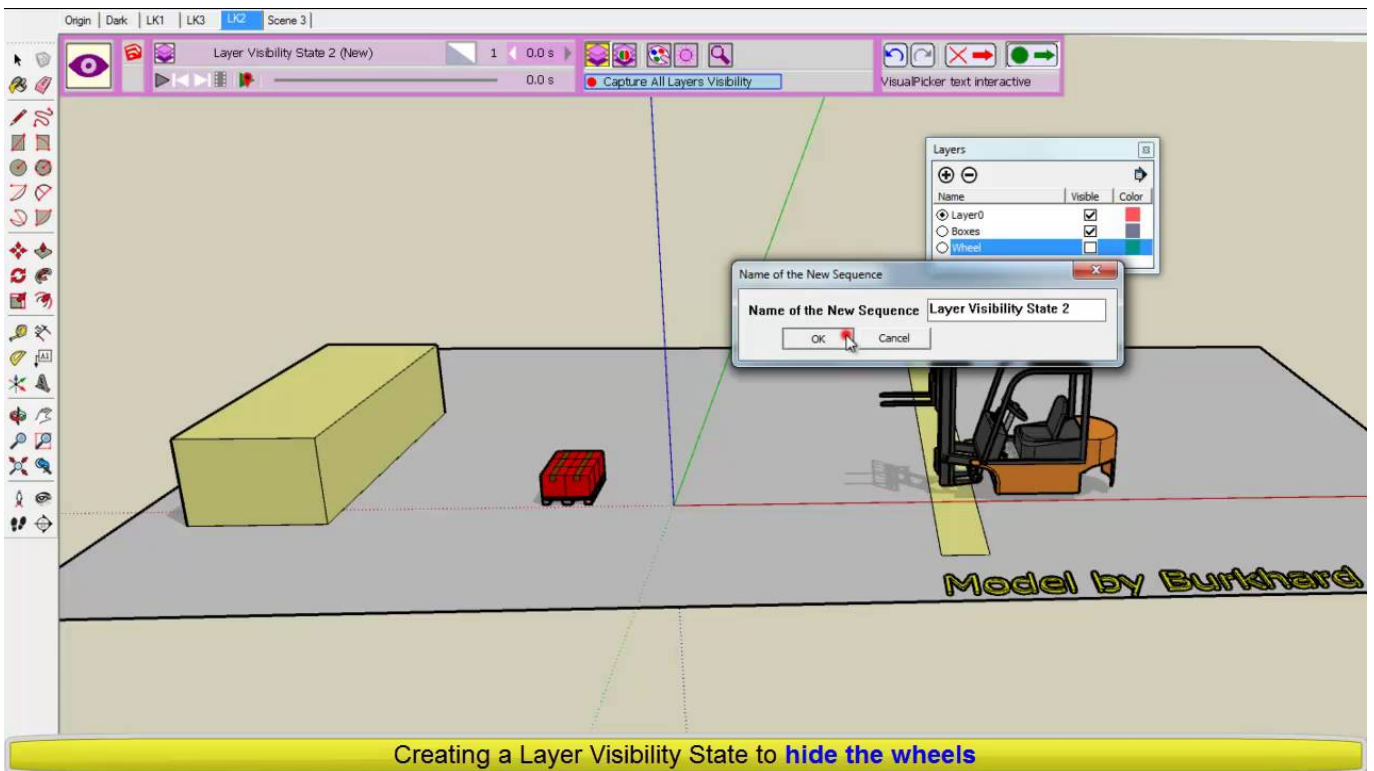 Origin Dark LK1 LK3 LK2 Scene 3
Layer Visibility State 2 (New) 1 0.0 s
0.0 s Capture All Layers Visibility VisualPicker text interactive
Layers
Name Visible Color
Layer0
Boxes
Wheel
Name of the New Sequence
Name of the New Sequence Layer Visibility State 2
OK Cancel
A1
Model by Burkhard
Creating a Layer Visibility State to hide the wheels